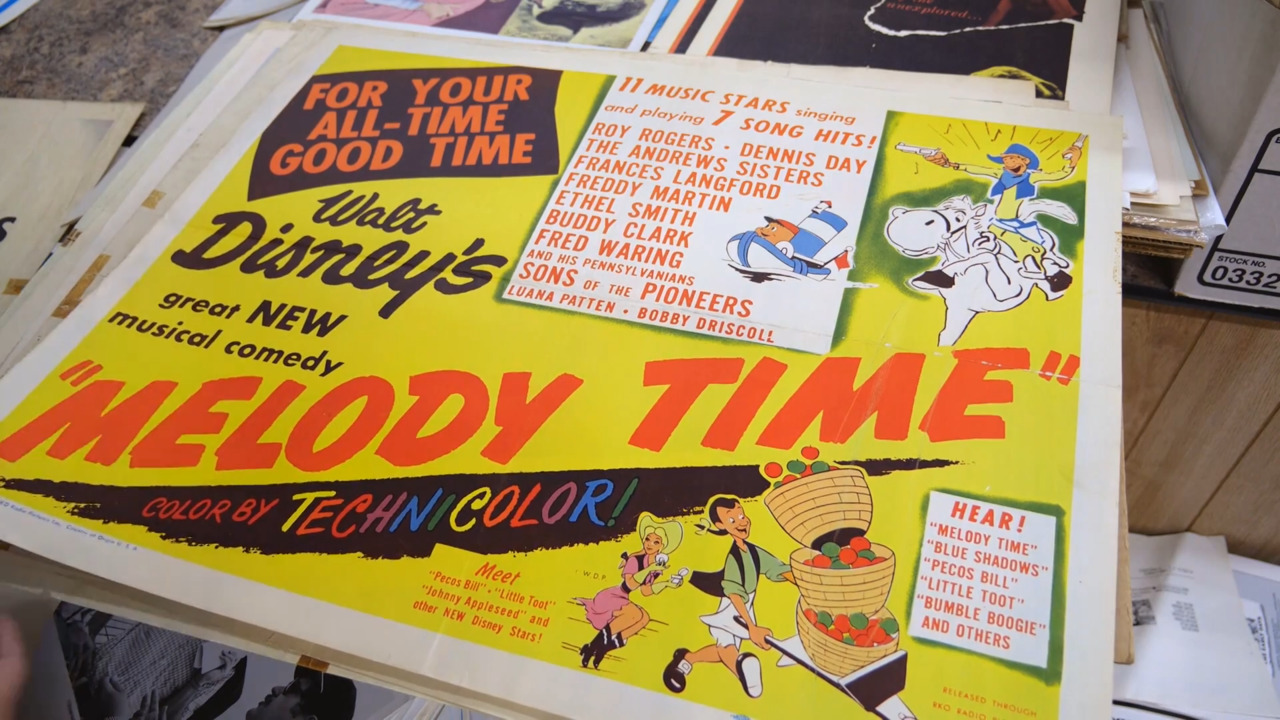 unexplored...
FOR YOUR
ALL-TIME
GOOD TIME
Walt
Disney's
great NEW
musical comedy
"MELODY TIME"
COLOR BY TECHNICOLOR!
11 MUSIC STARS singing
and playing 7 SONG HITS!
ROY ROGERS • DENNIS DAY
THE ANDREWS SISTERS
FRANCES LANGFORD
FREDDY MARTIN
ETHEL SMITH
BUDDY CLARK
FRED WARING
AND HIS PENNSYLVANIANS
SONS OF THE PIONEERS
LUANA PATTEN • BOBBY DRISCOLL
Meet
"Pecos Bill" • "Little Toot"
"Johnny Appleseed" and
other NEW Disney Stars!
W.D.P.
HEAR!
"MELODY TIME"
"BLUE SHADOWS"
"PECOS BILL"
"LITTLE TOOT"
"BUMBLE BOOGIE"
AND OTHERS
RELEASED THROUGH
RKO RADIO
STOCK NO.
0332